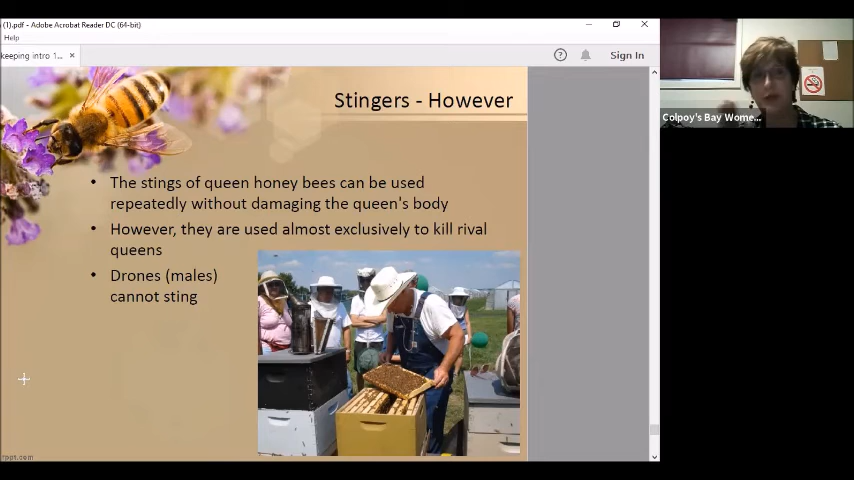 (1).pdf - Adobe Acrobat Reader DC (64-bit)
Help
keeping intro 1...
Sign In
Stingers - However
• The stings of queen honey bees can be used
repeatedly without damaging the queen's body
• However, they are used almost exclusively to kill rival
queens
• Drones (males)
cannot sting
fppt.com
Colpoy's Bay Wome...